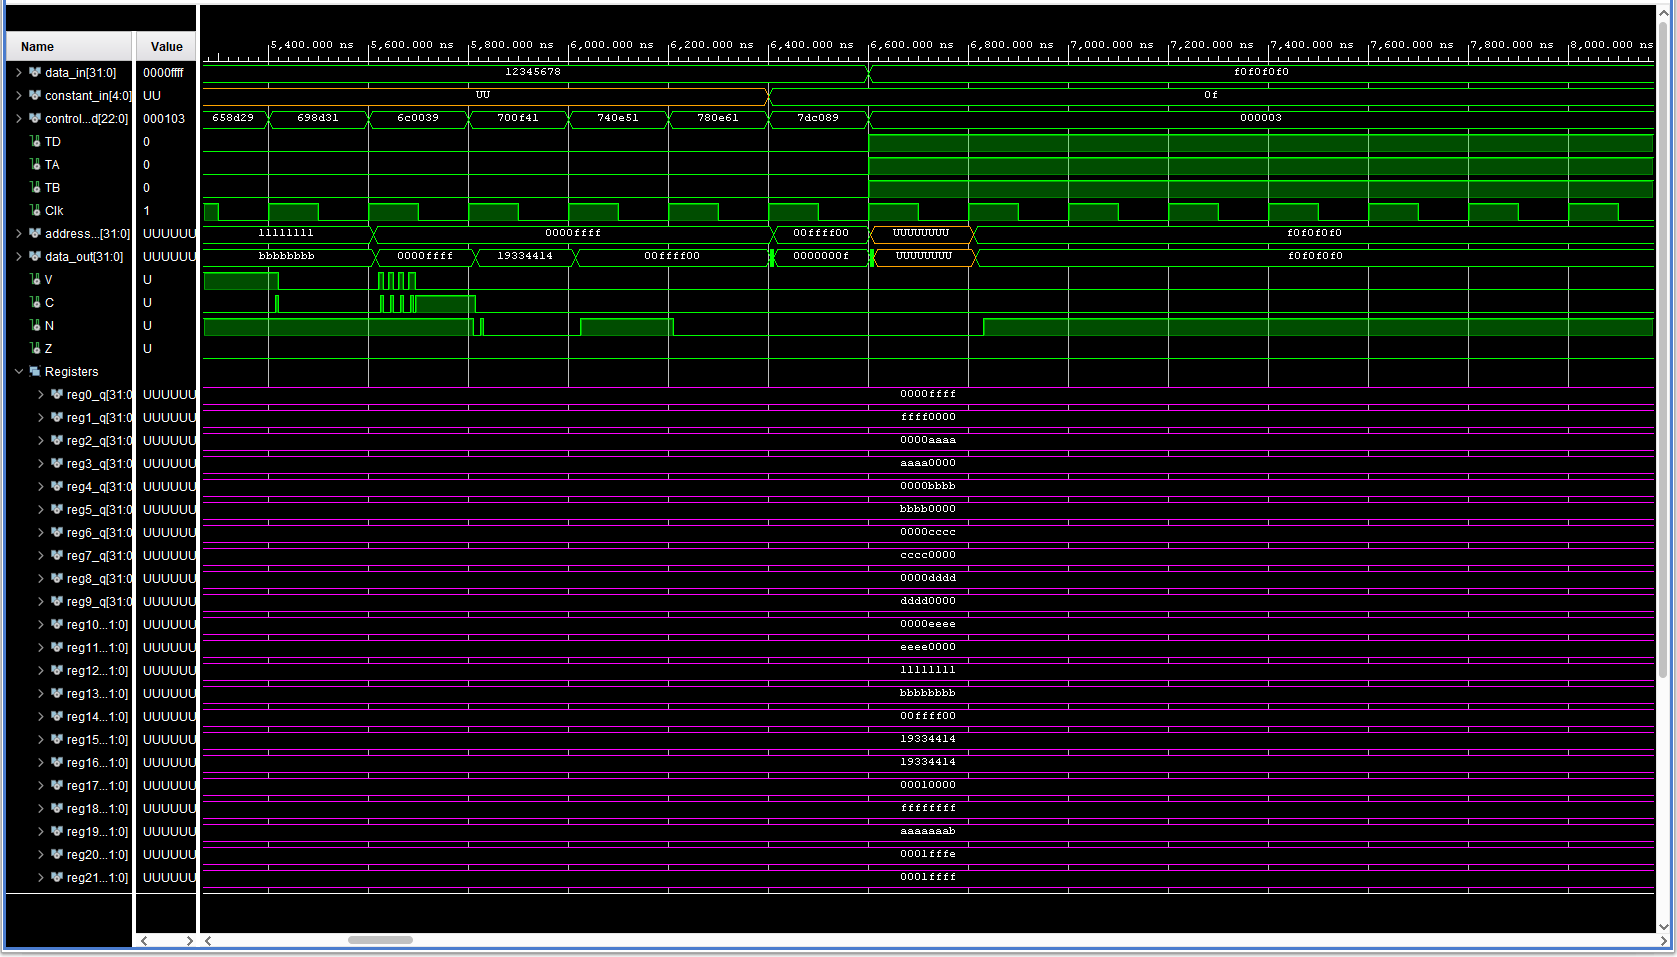 Name Value
5,400.000 ns 5,600.000 ns 5,800.000 ns 6,000.000 ns 6,200.000 ns 6,400.000 ns 6,600.000 ns 6,800.000 ns 7,000.000 ns 7,200.000 ns 7,400.000 ns 7,600.000 ns 7,800.000 ns 8,000.000 ns
data_in[31:0] 0000ffff 12345678 f0f0f0f0
constant_in[4:0] UU UU 0f
control...d[22:0] 000103 658d29 698d31 6c0039 700f41 740e51 780e61 7dc089 000003
TD 0
TA 0
TB 0
Clk 1
address...[31:0] UUUUUU 11111111 0000ffff 00ffff00 UUUUUUUU f0f0f0f0
data_out[31:0] UUUUUU bbbbbbbb 0000ffff 19334414 00ffff00 0000000f UUUUUUUU f0f0f0f0
V U
C U
N U
Z U
Registers
reg0_q[31:0 UUUUUU 0000ffff
reg1_q[31:0 UUUUUU ffff0000
reg2_q[31:0 UUUUUU 0000aaaa
reg3_q[31:0 UUUUUU aaaa0000
reg4_q[31:0 UUUUUU 0000bbbb
reg5_q[31:0 UUUUUU bbbb0000
reg6_q[31:0 UUUUUU 0000cccc
reg7_q[31:0 UUUUUU cccc0000
reg8_q[31:0 UUUUUU 0000dddd
reg9_q[31:0 UUUUUU dddd0000
reg10...1:0] UUUUUU 0000eeee
reg11...1:0] UUUUUU eeee0000
reg12...1:0] UUUUUU 11111111
reg13...1:0] UUUUUU bbbbbbbb
reg14...1:0] UUUUUU 00ffff00
reg15...1:0] UUUUUU 19334414
reg16...1:0] UUUUUU 19334414
reg17...1:0] UUUUUU 00010000
reg18...1:0] UUUUUU ffffffff
reg19...1:0] UUUUUU aaaaaaab
reg20...1:0] UUUUUU 0001fffe
reg21...1:0] UUUUUU 0001ffff